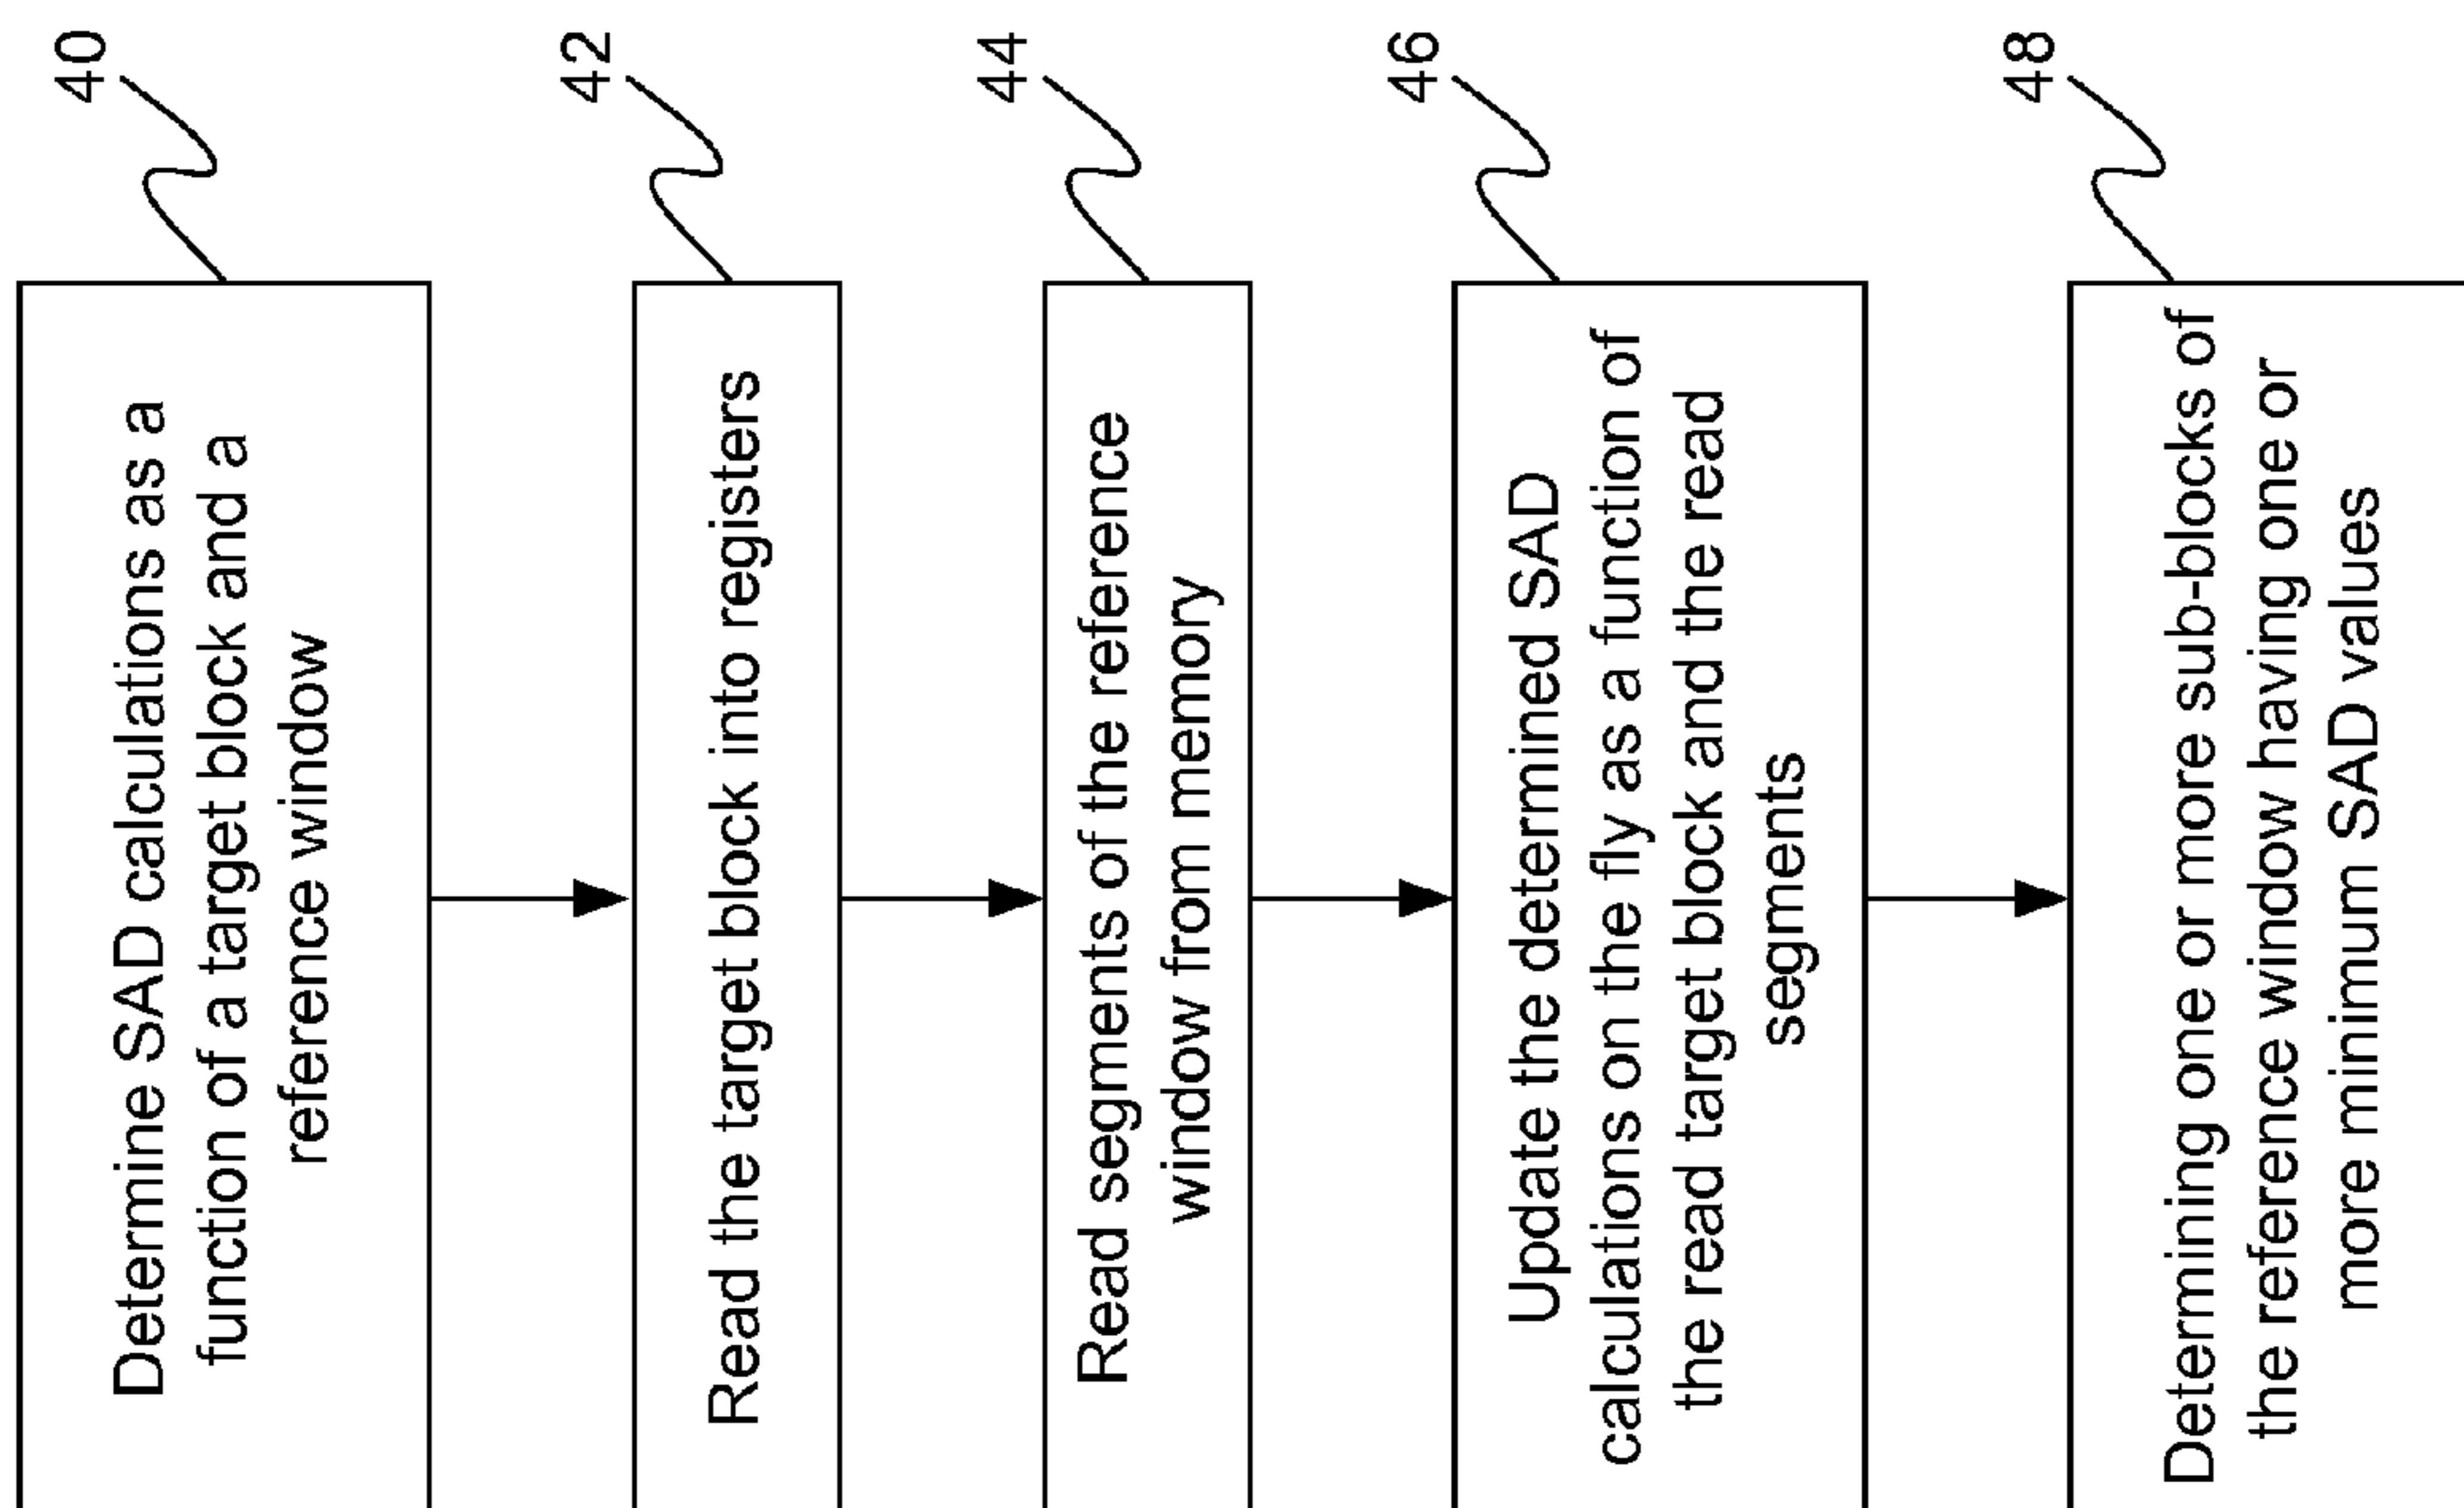 40
Determine SAD calculations as a
function of a target block and a
reference window
42
Read the target block into registers
44
Read segments of the reference
window from memory
46
Update the determined SAD
calculations on the fly as a function of
the read target block and the read
segments
48
Determining one or more sub-blocks of
the reference window having one or
more minimum SAD values